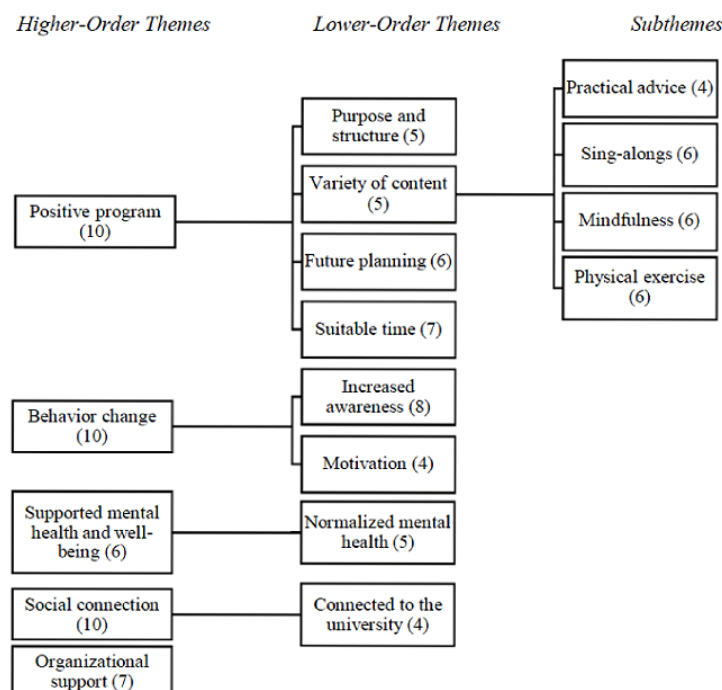 Higher-Order Themes
Lower-Order Themes
Subthemes
Positive program
(10)
Purpose and
structure (5)
Variety of content
(5)
Future planning (6)
Suitable time (7)
Practical advice (4)
Sing-alongs (6)
Mindfulness (6)
Physical exercise
(6)
Behavior change
(10)
Increased
awareness (8)
Motivation (4)
Supported mental
health and well-
being (6)
Normalized mental
health (5)
Social connection
(10)
Connected to the
university (4)
Organizational
support (7)